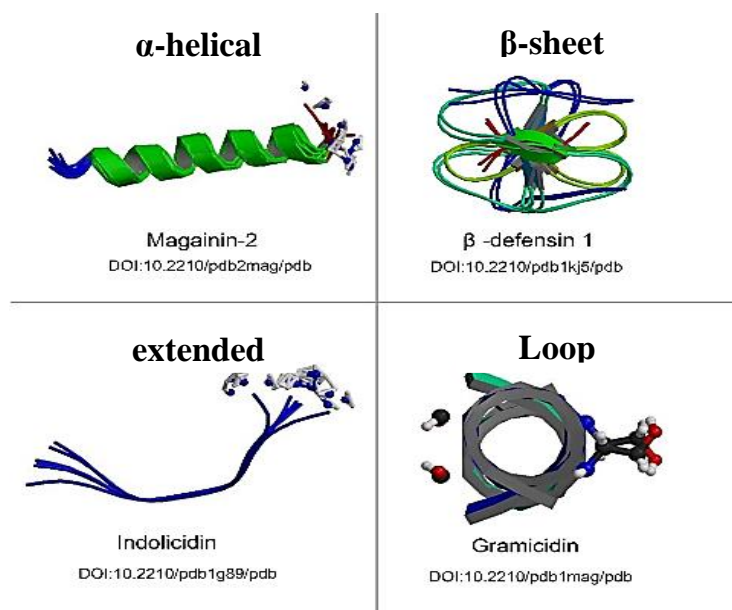 α-helical
Magainin-2
DOI:10.2210/pdb2mag/pdb
β-sheet
β -defensin 1
DOI:10.2210/pdb1kj5/pdb
extended
Indolicidin
DOI:10.2210/pdb1g89/pdb
Loop
Gramicidin
DOI:10.2210/pdb1mag/pdb